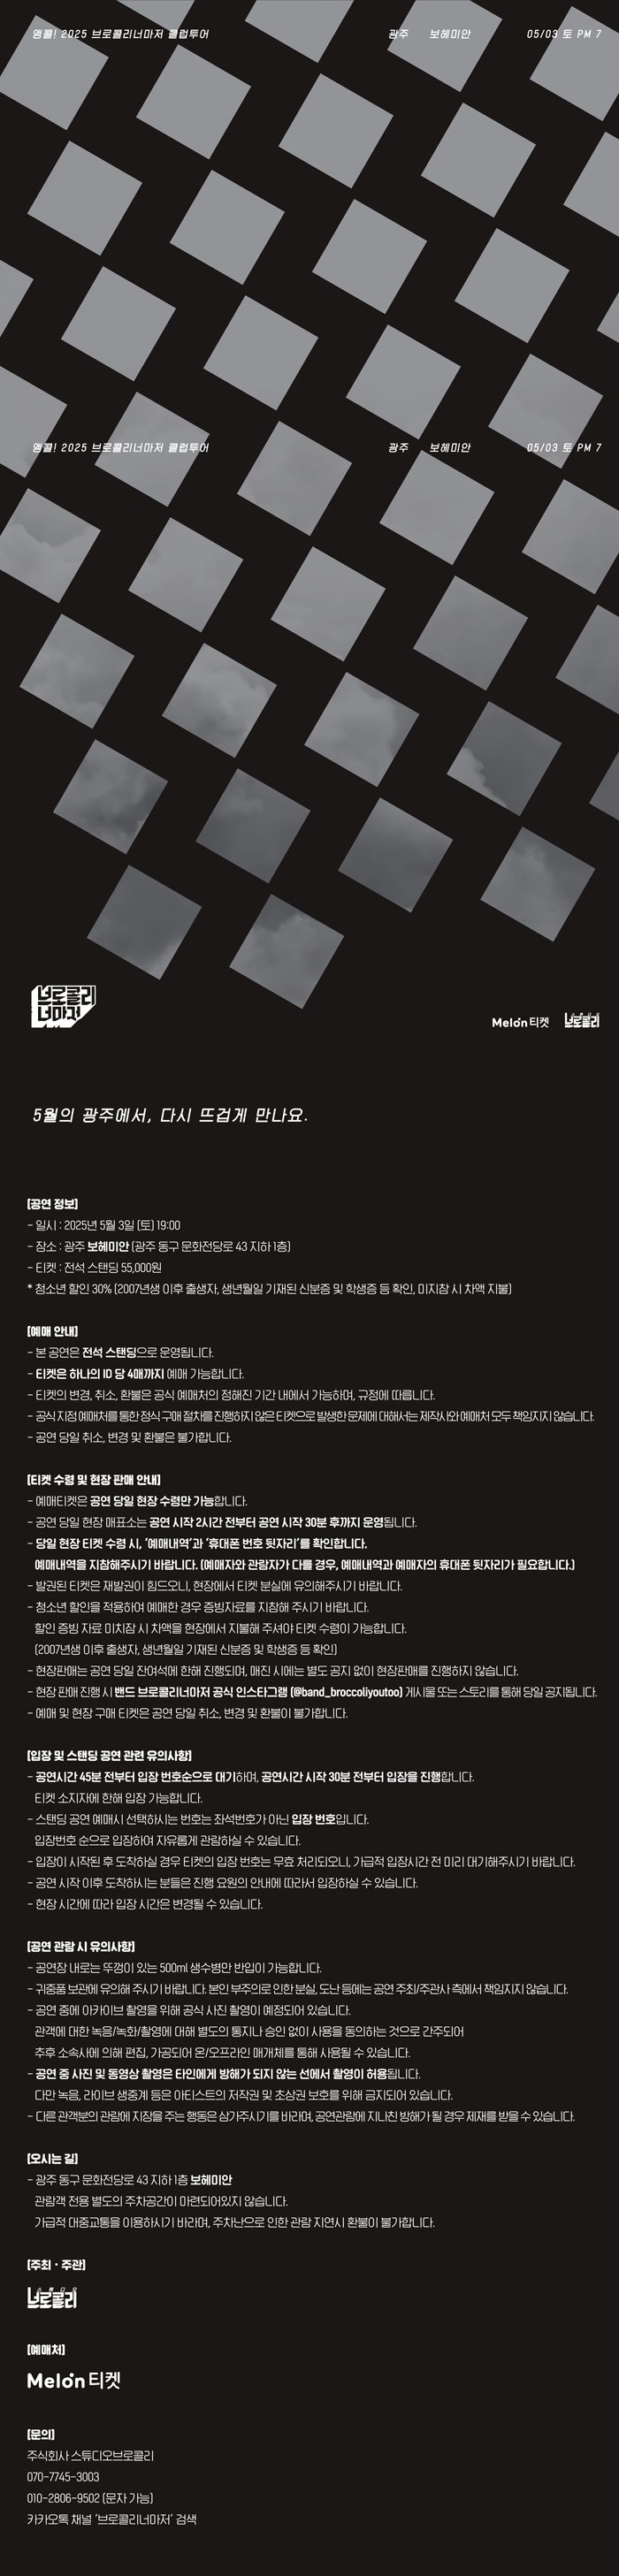 앵콜! 2025 브로콜리너마저 클럽투어 광주 보헤미안 05/03 토 PM 7
앵콜! 2025 브로콜리너마저 클럽투어 광주 보헤미안 05/03 토 PM 7
브로콜리
너마저
Melon티켓 브로콜리
5월의 광주에서, 다시 뜨겁게 만나요.
[공연 정보]
- 일시 : 2025년 5월 3일 (토) 19:00
- 장소 : 광주 보헤미안 (광주 동구 문화전당로 43 지하 1층)
- 티켓 : 전석 스탠딩 55,000원
* 청소년 할인 30% (2007년생 이후 출생자, 생년월일 기재된 신분증 및 학생증 등 확인, 미지참 시 차액 지불)
[예매 안내]
- 본 공연은 전석 스탠딩으로 운영됩니다.
- 티켓은 하나의 ID 당 4매까지 예매 가능합니다.
- 티켓의 변경, 취소, 환불은 공식 예매처의 정해진 기간 내에서 가능하며, 규정에 따릅니다.
- 공식 지정 예매처를 통한 정식 구매 절차를 진행하지 않은 티켓으로 발생한 문제에 대해서는 제작사와 예매처 모두 책임지지 않습니다.
- 공연 당일 취소, 변경 및 환불은 불가합니다.
[티켓 수령 및 현장 판매 안내]
- 예매티켓은 공연 당일 현장 수령만 가능합니다.
- 공연 당일 현장 매표소는 공연 시작 2시간 전부터 공연 시작 30분 후까지 운영됩니다.
- 당일 현장 티켓 수령 시, '예매내역'과 '휴대폰 번호 뒷자리'를 확인합니다.
예매내역을 지참해주시기 바랍니다. (예매자와 관람자가 다를 경우, 예매내역과 예매자의 휴대폰 뒷자리가 필요합니다.)
- 발권된 티켓은 재발권이 힘드오니, 현장에서 티켓 분실에 유의해주시기 바랍니다.
- 청소년 할인을 적용하여 예매한 경우 증빙자료를 지참해 주시기 바랍니다.
할인 증빙 자료 미지참 시 차액을 현장에서 지불해 주셔야 티켓 수령이 가능합니다.
(2007년생 이후 출생자, 생년월일 기재된 신분증 및 학생증 등 확인)
- 현장판매는 공연 당일 잔여석에 한해 진행되며, 매진 시에는 별도 공지 없이 현장판매를 진행하지 않습니다.
- 현장 판매 진행 시 밴드 브로콜리너마저 공식 인스타그램 (@band_broccoliyoutoo) 게시물 또는 스토리를 통해 당일 공지됩니다.
- 예매 및 현장 구매 티켓은 공연 당일 취소, 변경 및 환불이 불가합니다.
[입장 및 스탠딩 공연 관련 유의사항]
- 공연시간 45분 전부터 입장 번호순으로 대기하며, 공연시간 시작 30분 전부터 입장을 진행합니다.
티켓 소지자에 한해 입장 가능합니다.
- 스탠딩 공연 예매시 선택하시는 번호는 좌석번호가 아닌 입장 번호입니다.
입장번호 순으로 입장하여 자유롭게 관람하실 수 있습니다.
- 입장이 시작된 후 도착하실 경우 티켓의 입장 번호는 무효 처리되오니, 가급적 입장시간 전 미리 대기해주시기 바랍니다.
- 공연 시작 이후 도착하시는 분들은 진행 요원의 안내에 따라서 입장하실 수 있습니다.
- 현장 시간에 따라 입장 시간은 변경될 수 있습니다.
[공연 관람 시 유의사항]
- 공연장 내로는 뚜껑이 있는 500ml 생수병만 반입이 가능합니다.
- 귀중품 보관에 유의해 주시기 바랍니다. 본인 부주의로 인한 분실, 도난 등에는 공연 주최/주관사 측에서 책임지지 않습니다.
- 공연 중에 아카이브 촬영을 위해 공식 사진 촬영이 예정되어 있습니다.
관객에 대한 녹음/녹화/촬영에 대해 별도의 통지나 승인 없이 사용을 동의하는 것으로 간주되어
추후 소속사에 의해 편집, 가공되어 온/오프라인 매개체를 통해 사용될 수 있습니다.
- 공연 중 사진 및 동영상 촬영은 타인에게 방해가 되지 않는 선에서 촬영이 허용됩니다.
다만 녹음, 라이브 생중계 등은 아티스트의 저작권 및 초상권 보호를 위해 금지되어 있습니다.
- 다른 관객분의 관람에 지장을 주는 행동은 삼가주시기를 바라며, 공연관람에 지나친 방해가 될 경우 제재를 받을 수 있습니다.
[오시는 길]
- 광주 동구 문화전당로 43 지하 1층 보헤미안
관람객 전용 별도의 주차공간이 마련되어있지 않습니다.
가급적 대중교통을 이용하시기 바라며, 주차난으로 인한 관람 지연시 환불이 불가합니다.
[주최 · 주관]
브로콜리
[예매처]
Melon티켓
[문의]
주식회사 스튜디오브로콜리
070-7745-3003
010-2806-9502 (문자 가능)
카카오톡 채널 '브로콜리너마저' 검색